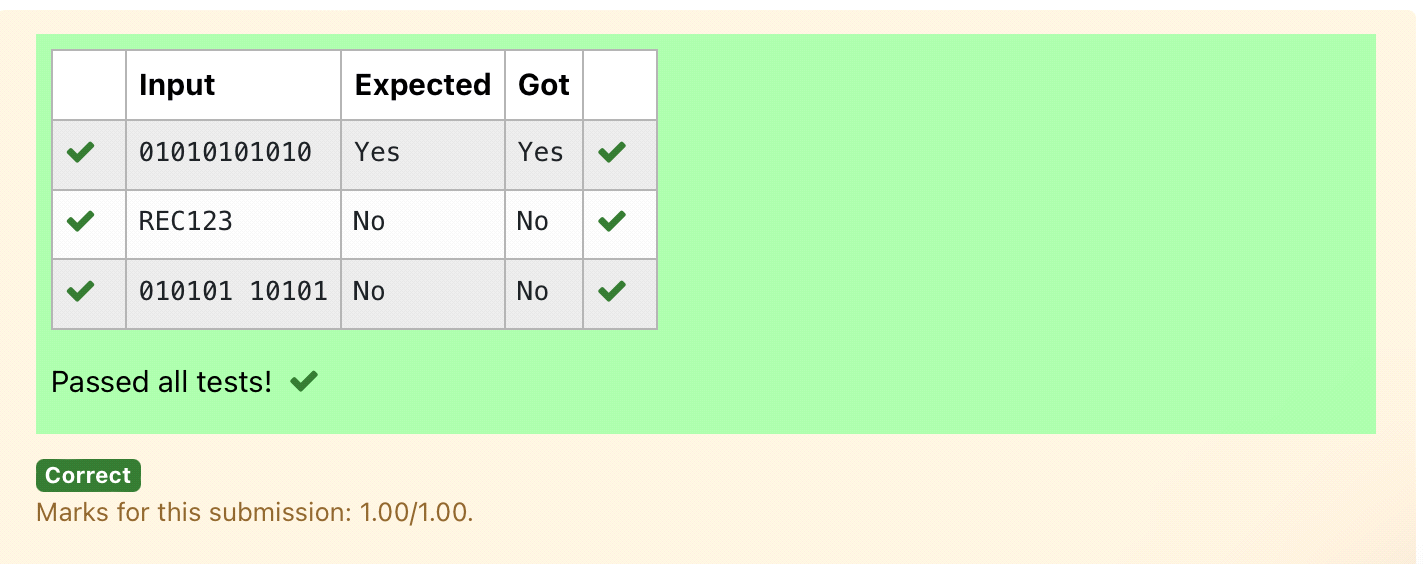 Input Expected Got
01010101010 Yes Yes
REC123 No No
010101 10101 No No
Passed all tests!
Correct
Marks for this submission: 1.00/1.00.